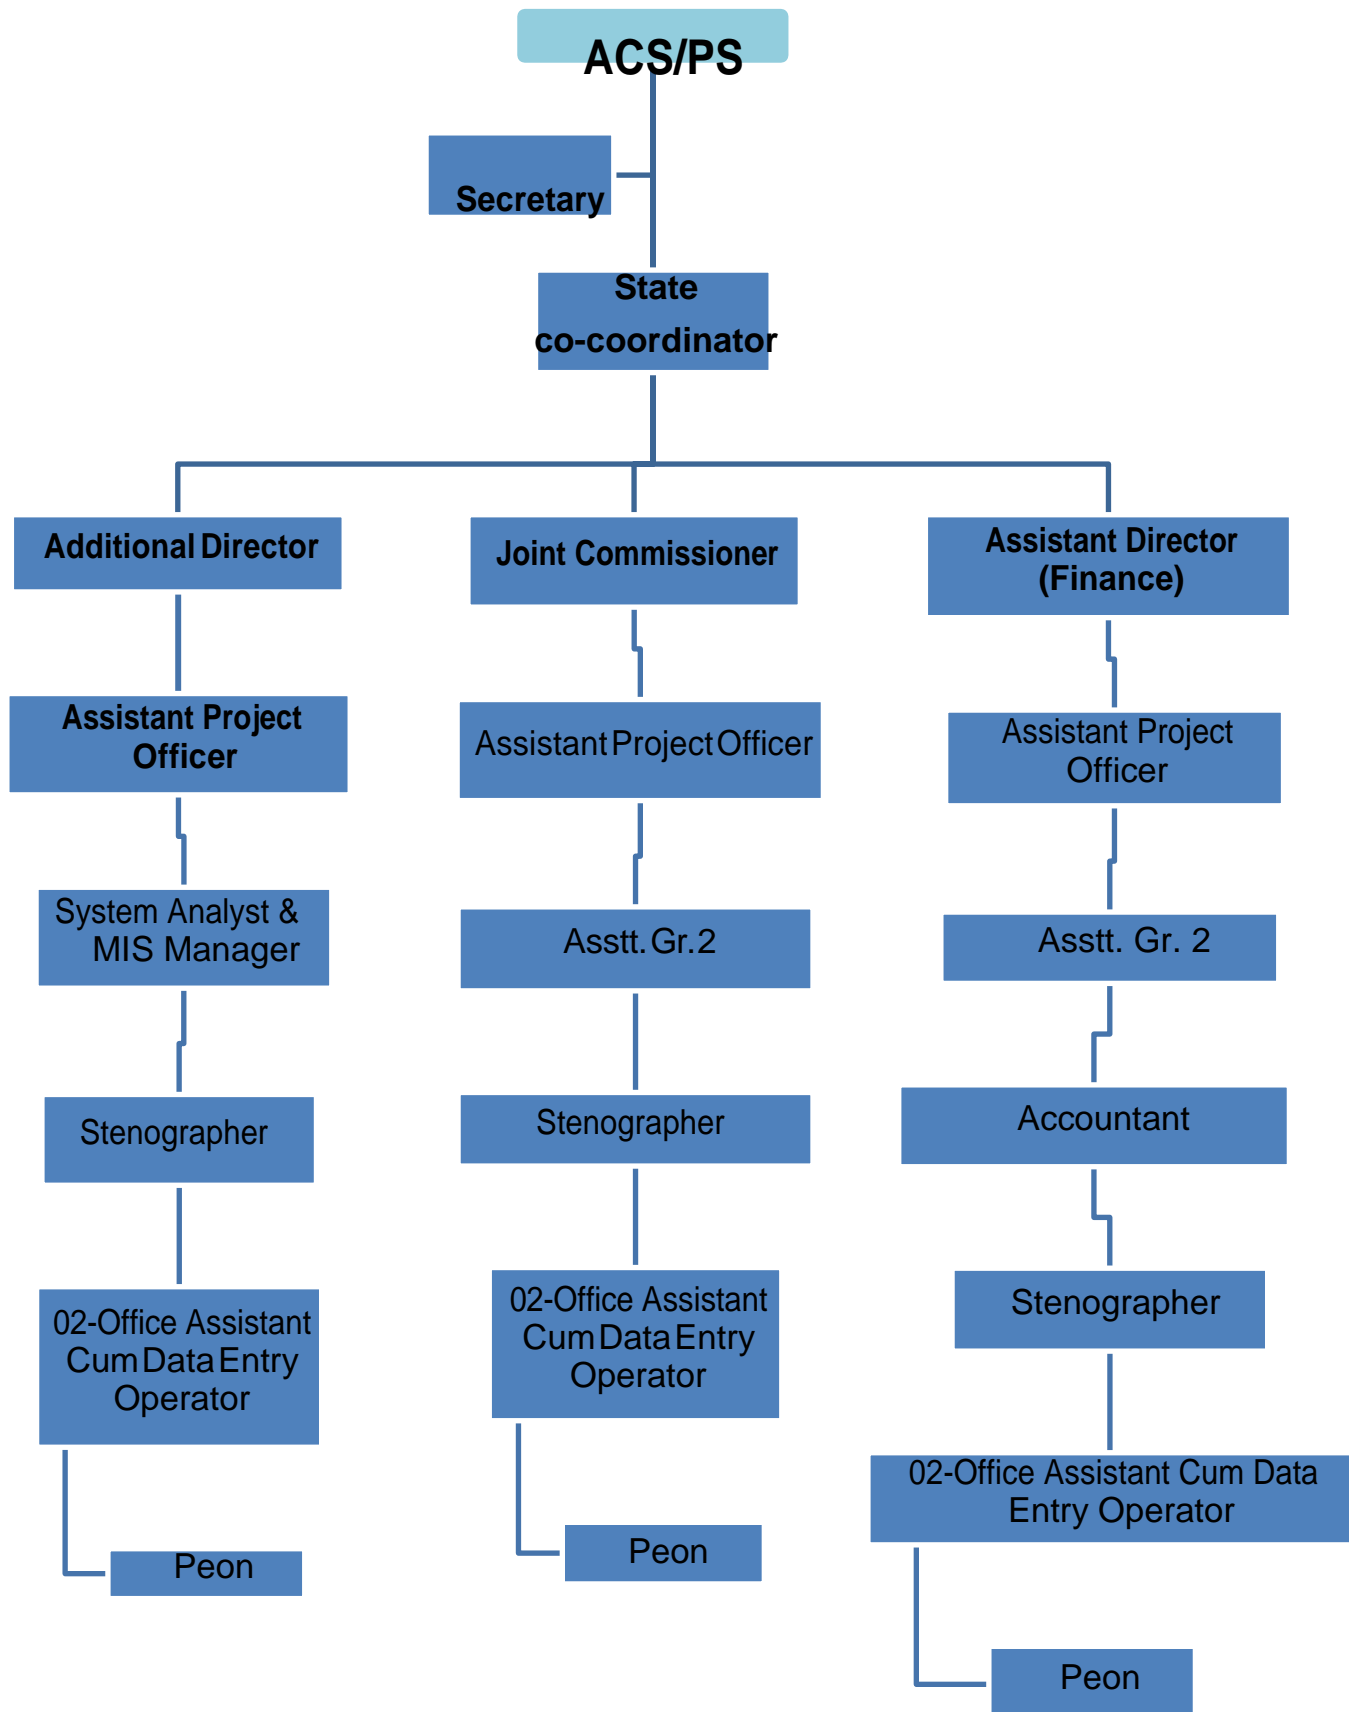 ACS/PS
Secretary
State
co-coordinator
Additional Director
Joint Commissioner
Assistant Director
(Finance)
Assistant Project
Officer
Assistant Project Officer
Assistant Project
Officer
System Analyst &
MIS Manager
Asstt. Gr. 2
Asstt. Gr. 2
Stenographer
Stenographer
Accountant
02-Office Assistant
Cum Data Entry
Operator
02-Office Assistant
Cum Data Entry
Operator
Stenographer
02-Office Assistant Cum Data
Entry Operator
Peon
Peon
Peon